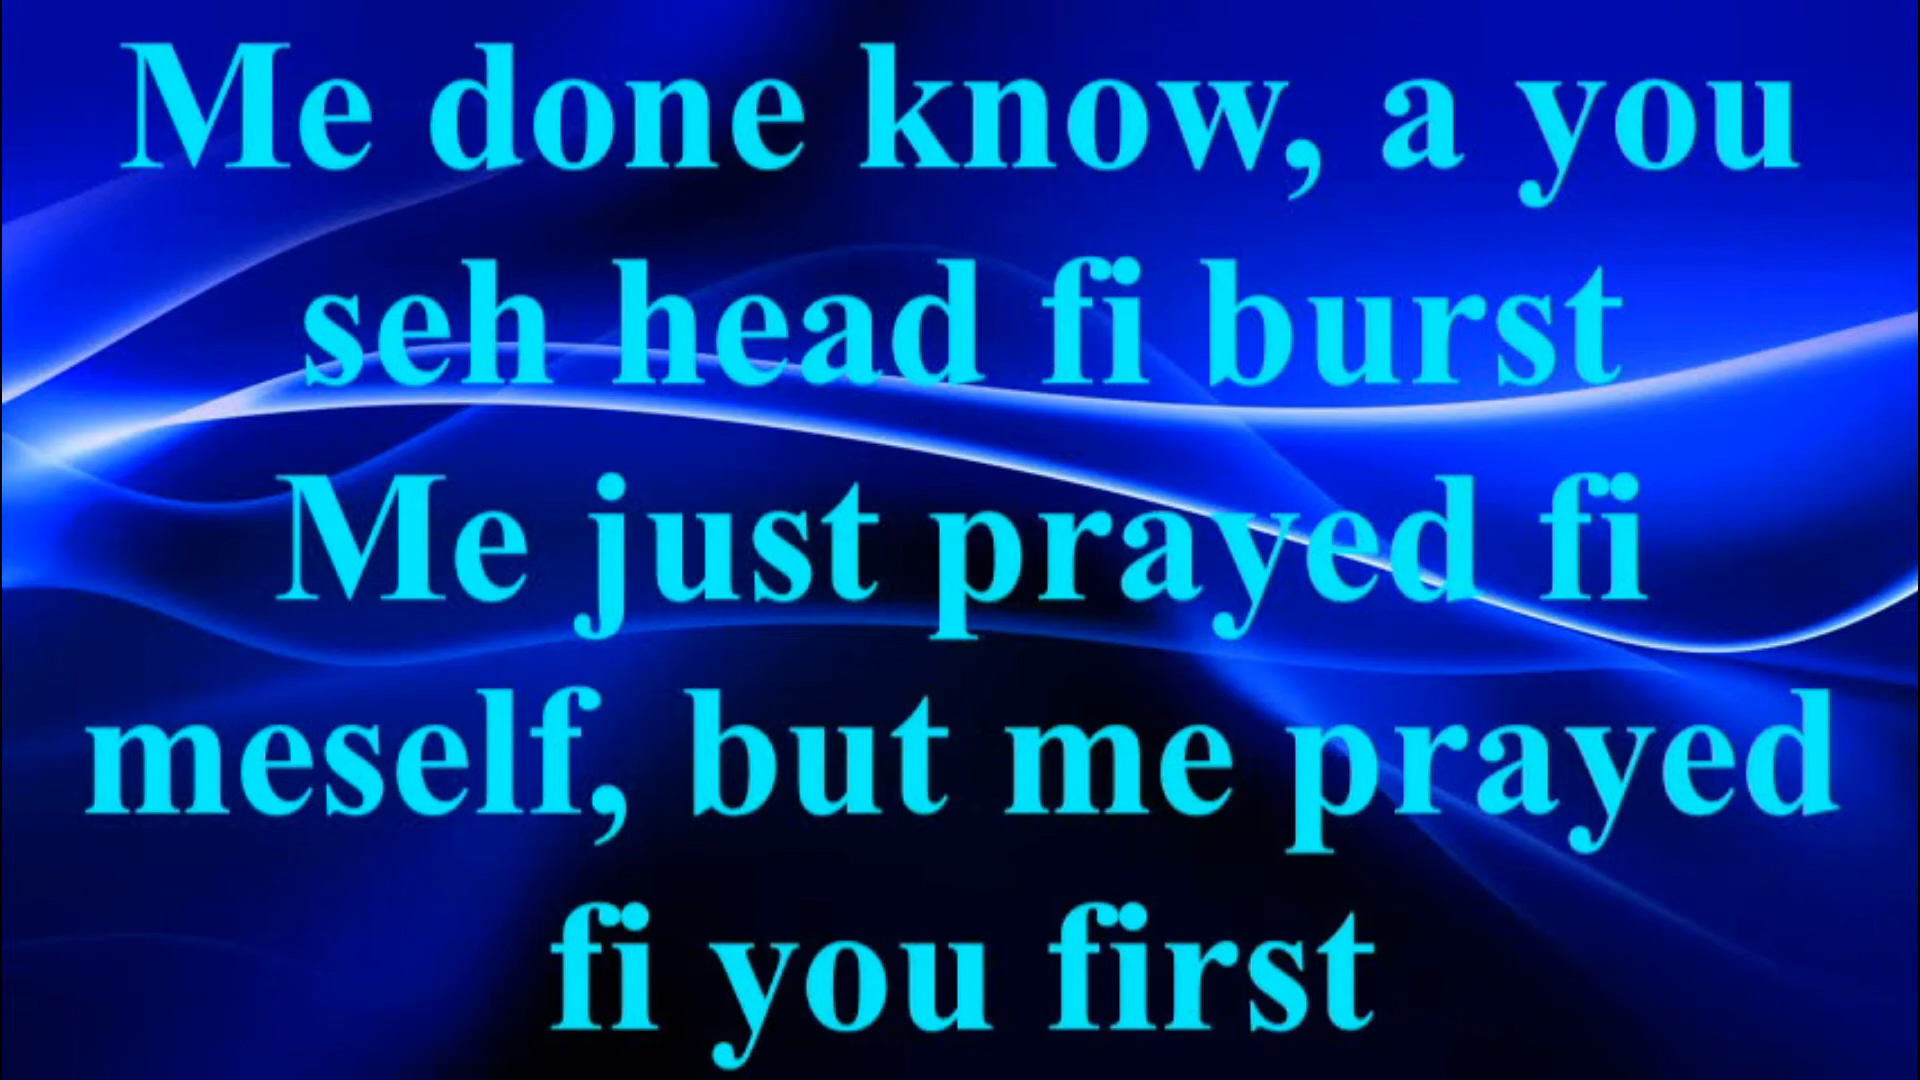 Me done know, a you
seh head fi burst
Me just prayed fi
meself, but me prayed
fi you first